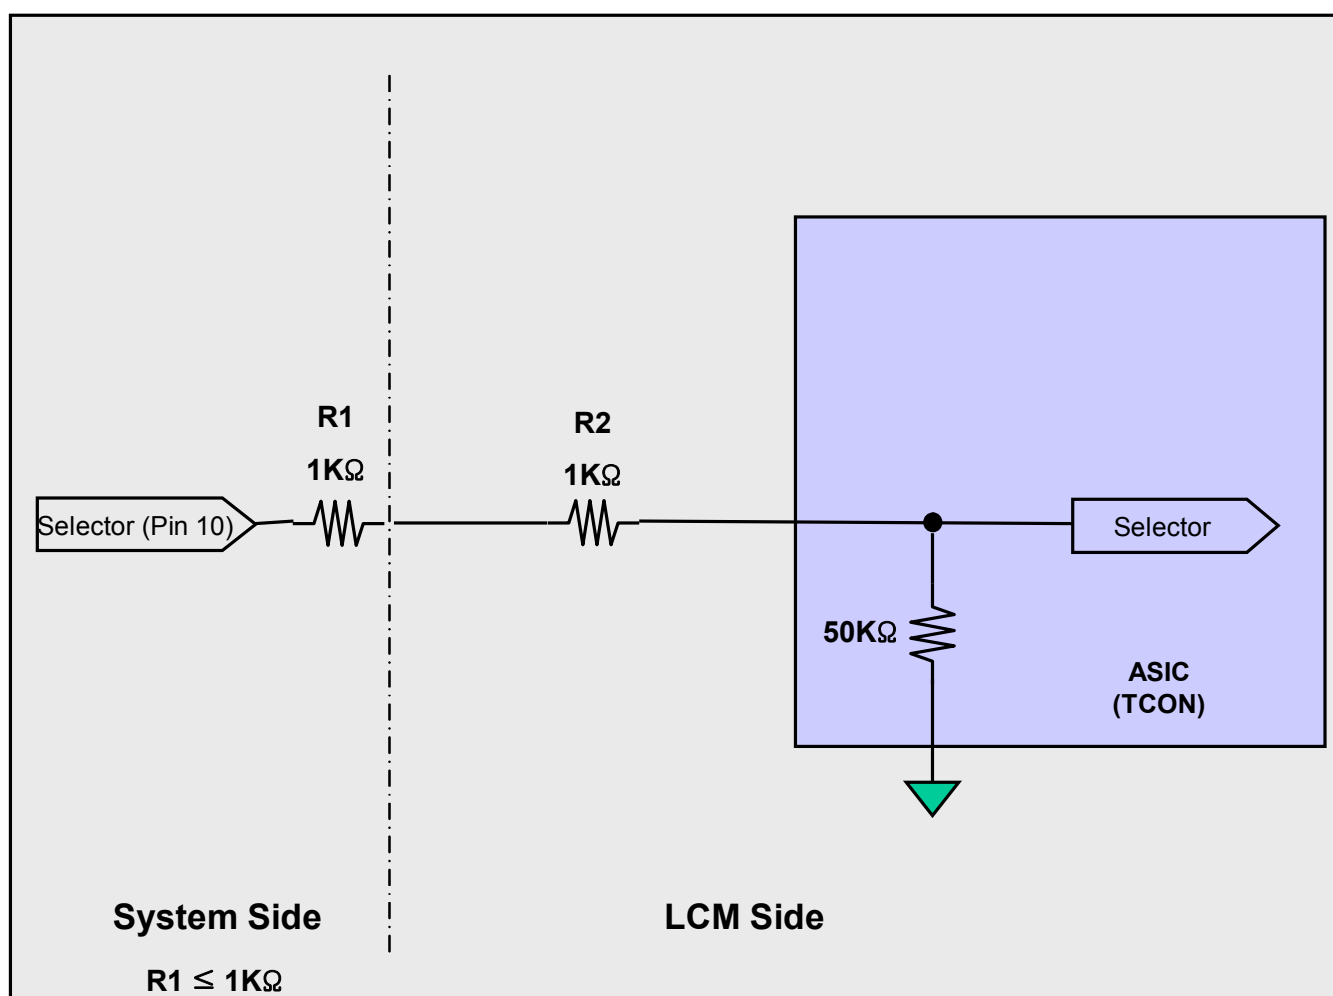 R1
1KΩ
R2
1KΩ
Selector (Pin 10)
Selector
50KΩ
ASIC
(TCON)
System Side
LCM Side
R1 ≤ 1KΩ